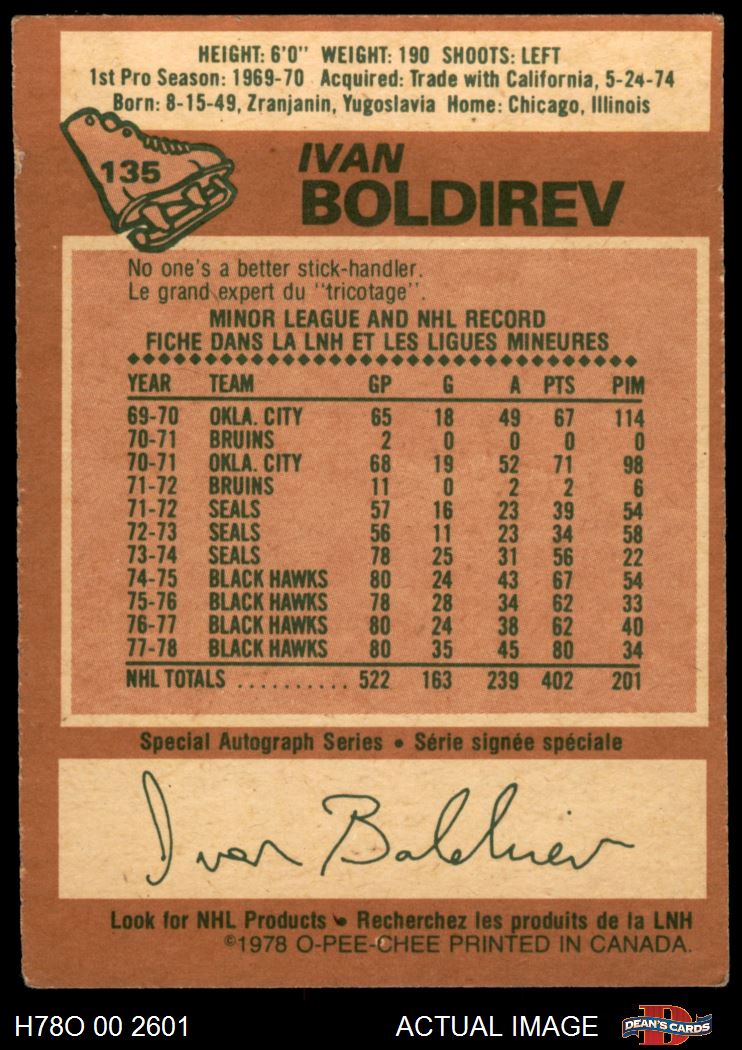 HEIGHT: 6'0" WEIGHT: 190 SHOOTS: LEFT
1st Pro Season: 1969-70 Acquired: Trade with California, 5-24-74
Born: 8-15-49, Zranjanin, Yugoslavia Home: Chicago, Illinois
135
IVAN
BOLDIREV
No one's a better stick-handler.
Le grand expert du "tricotage".
MINOR LEAGUE AND NHL RECORD
FICHE DANS LA LNH ET LES LIGUES MINEURES
YEAR TEAM GP G A PTS PIM
69-70 OKLA. CITY 65 18 49 67 114
70-71 BRUINS 2 0 0 0 0
70-71 OKLA. CITY 68 19 52 71 98
71-72 BRUINS 11 0 2 2 6
71-72 SEALS 57 16 23 39 54
72-73 SEALS 56 11 23 34 58
73-74 SEALS 78 25 31 56 22
74-75 BLACK HAWKS 80 24 43 67 54
75-76 BLACK HAWKS 78 28 34 62 33
76-77 BLACK HAWKS 80 24 38 62 40
77-78 BLACK HAWKS 80 35 45 80 34
NHL TOTALS .......... 522 163 239 402 201
Special Autograph Series • Série signée spéciale
Ivan Boldirev
Look for NHL Products • Recherchez les produits de la LNH
©1978 O-PEE-CHEE PRINTED IN CANADA.
H78O 00 2601 ACTUAL IMAGE D DEAN'S CARDS